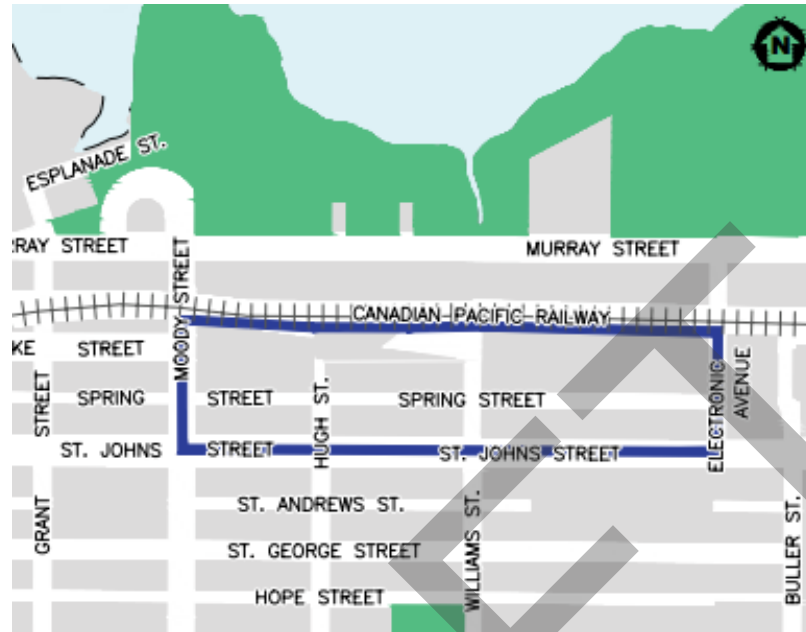 N
ESPLANADE ST.
RRAY STREET
MURRAY STREET
MOODY STREET
CANADIAN PACIFIC RAILWAY
KE STREET
ELECTRONIC AVENUE
SPRING STREET
SPRING STREET
GRANT STREET
HUGH ST.
ST. JOHNS STREET
ST. JOHNS STREET
ST. ANDREWS ST.
WILLIAMS ST.
BULLER ST.
ST. GEORGE STREET
HOPE STREET